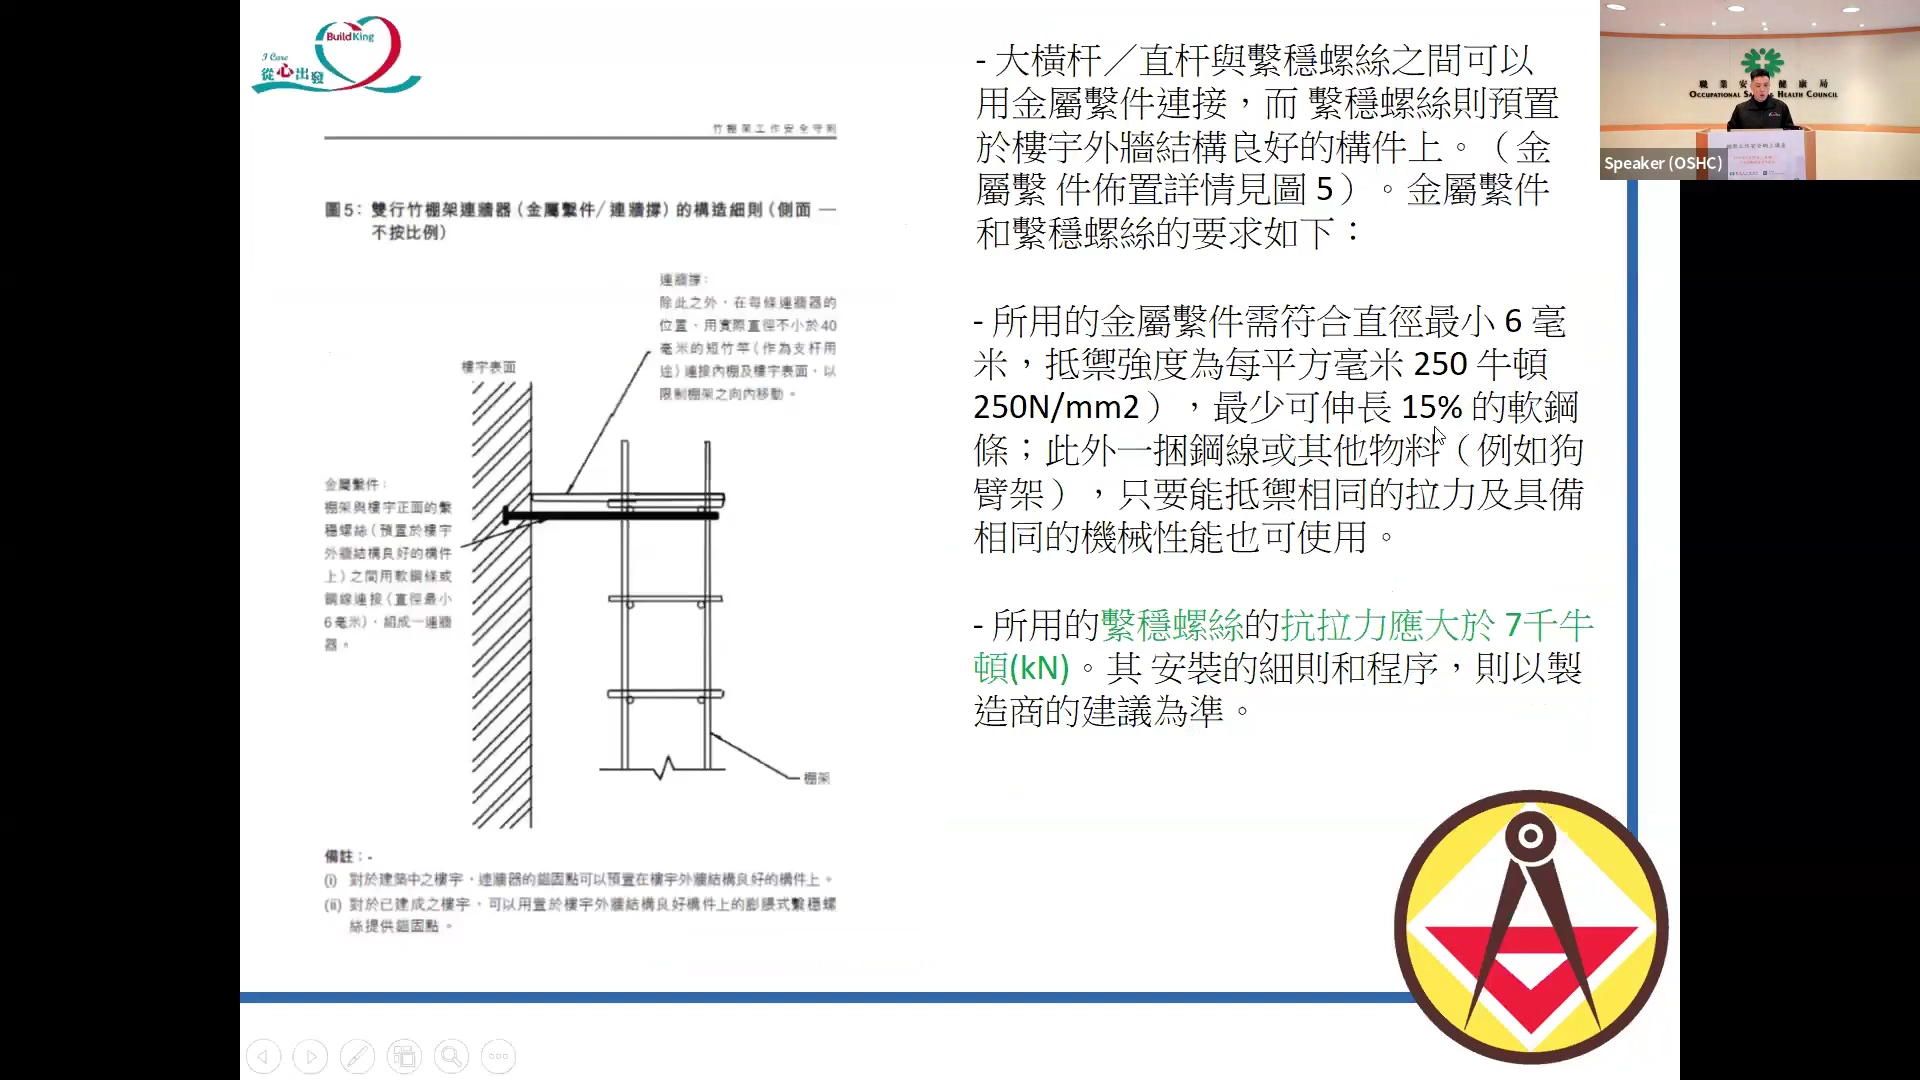 BuildKing
I Care
從心出發
竹棚架工作安全守則
圖5：雙行竹棚架連牆器（金屬繫件/連牆撐）的構造細則（側面 —
不按比例）
連牆撐：
除此之外，在每條連牆器的
位置，用實際直徑不小於40
毫米的短竹竿（作為支杆用
途）連接內棚及樓宇表面，以
限制棚架之向內移動。
樓宇表面
金屬繫件：
棚架與樓宇正面的繫
穩螺絲（預置於樓宇
外牆結構良好的構件
上）之間用軟鋼條或
鋼線連接（直徑最小
6毫米），組成一連牆
器。
棚架
備註：-
(i) 對於建築中之樓宇，連牆器的錨固點可以預置在樓宇外牆結構良好的構件上。
(ii) 對於已建成之樓宇，可以用置於樓宇外牆結構良好構件上的膨脹式繫穩螺
絲提供錨固點。
- 大橫杆／直杆與繫穩螺絲之間可以
用金屬繫件連接，而 繫穩螺絲則預置
於樓宇外牆結構良好的構件上。（金
屬繫 件佈置詳情見圖 5）。金屬繫件
和繫穩螺絲的要求如下：
- 所用的金屬繫件需符合直徑最小 6 毫
米，抵禦強度為每平方毫米 250 牛頓
250N/mm2），最少可伸長 15% 的軟鋼
條；此外一捆鋼線或其他物料（例如狗
臂架），只要能抵禦相同的拉力及具備
相同的機械性能也可使用。
- 所用的繫穩螺絲的抗拉力應大於 7千牛
頓(kN)。其 安裝的細則和程序，則以製
造商的建議為準。
職業安全健康局
OCCUPATIONAL SAFETY & HEALTH COUNCIL
Speaker (OSHC)